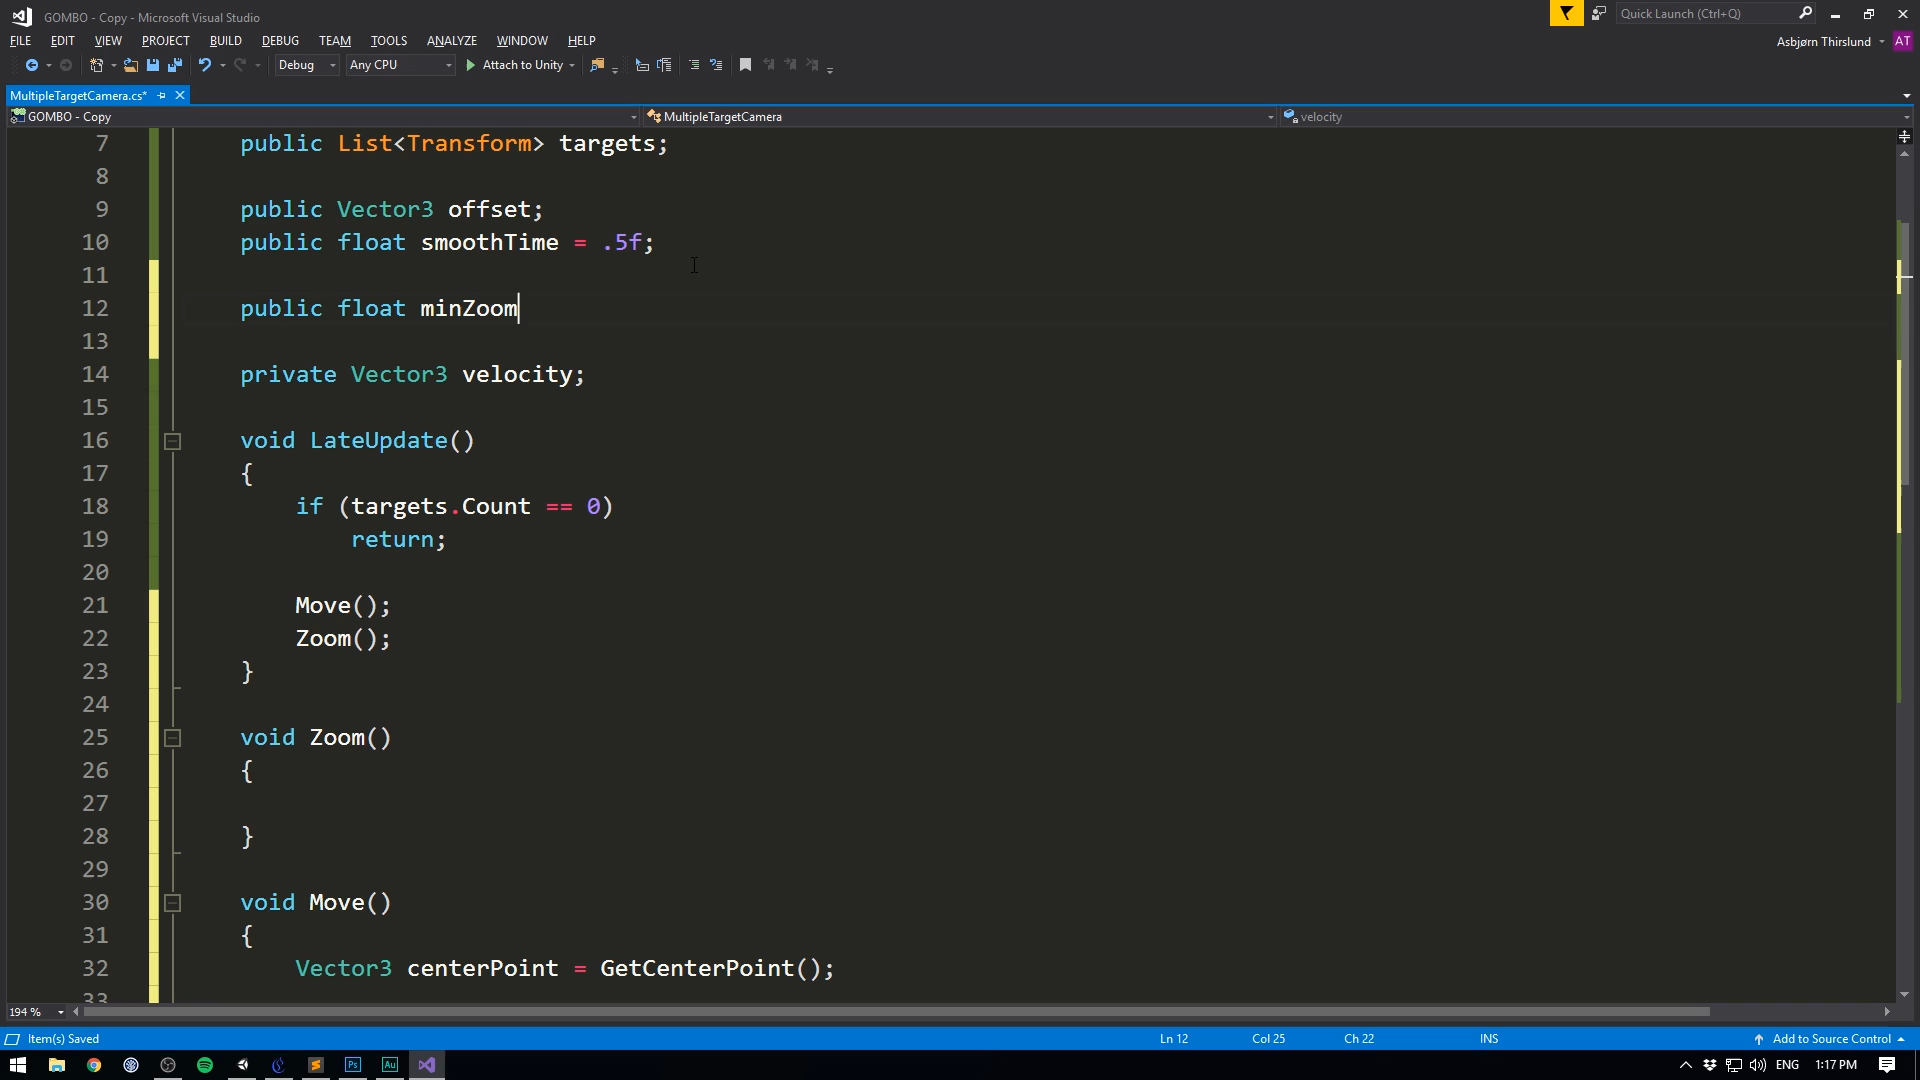 GOMBO - Copy - Microsoft Visual Studio
Quick Launch (Ctrl+Q)
FILE EDIT VIEW PROJECT BUILD DEBUG TEAM TOOLS ANALYZE WINDOW HELP
Asbjørn Thirslund AT
Debug Any CPU Attach to Unity
MultipleTargetCamera.cs*
GOMBO - Copy MultipleTargetCamera velocity
7 public List<Transform> targets;
8
9 public Vector3 offset;
10 public float smoothTime = .5f;
11
12 public float minZoom
13
14 private Vector3 velocity;
15
16 void LateUpdate()
17 {
18 if (targets.Count == 0)
19 return;
20
21 Move();
22 Zoom();
23 }
24
25 void Zoom()
26 {
27
28 }
29
30 void Move()
31 {
32 Vector3 centerPoint = GetCenterPoint();
33
194 %
Item(s) Saved Ln 12 Col 25 Ch 22 INS Add to Source Control
Ps Au ENG 1:17 PM